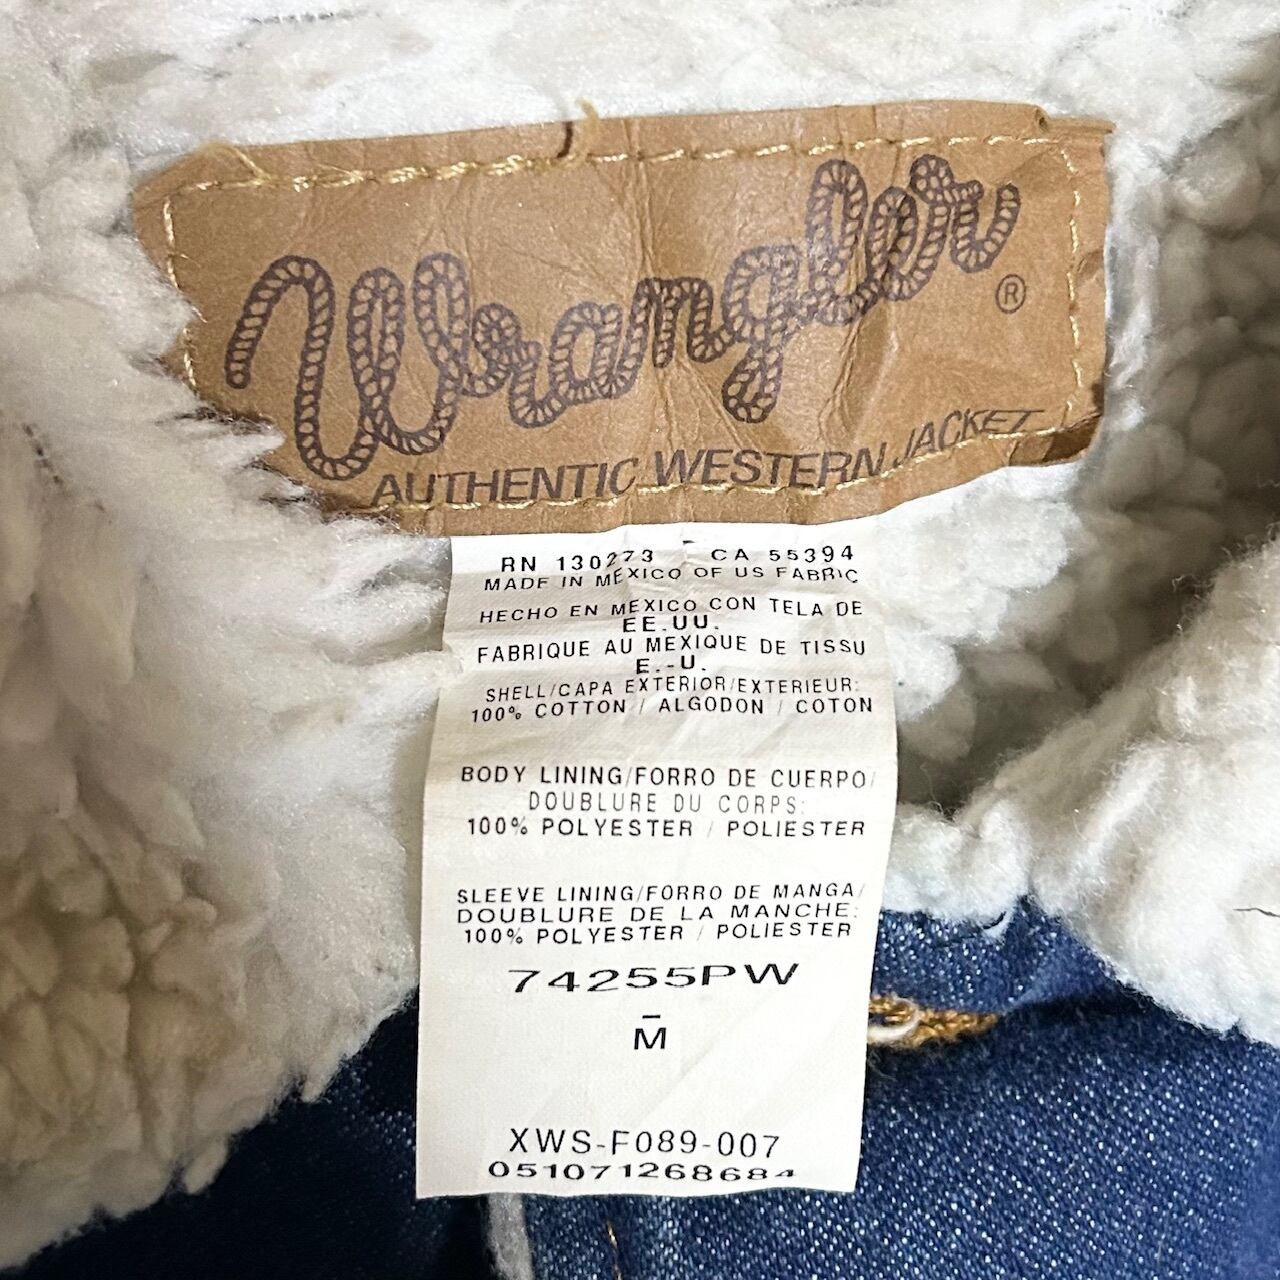 Wrangler ®
AUTHENTIC WESTERN JACKET
RN 130273 CA 55394
MADE IN MEXICO OF US FABRIC
HECHO EN MEXICO CON TELA DE
EE.UU.
FABRIQUE AU MEXIQUE DE TISSU
E.-U.
SHELL/CAPA EXTERIOR/EXTERIEUR:
100% COTTON / ALGODON / COTON
BODY LINING/FORRO DE CUERPO/
DOUBLURE DU CORPS:
100% POLYESTER / POLIESTER
SLEEVE LINING/FORRO DE MANGA/
DOUBLURE DE LA MANCHE:
100% POLYESTER / POLIESTER
74255PW
M
XWS-F089-007
051071268684